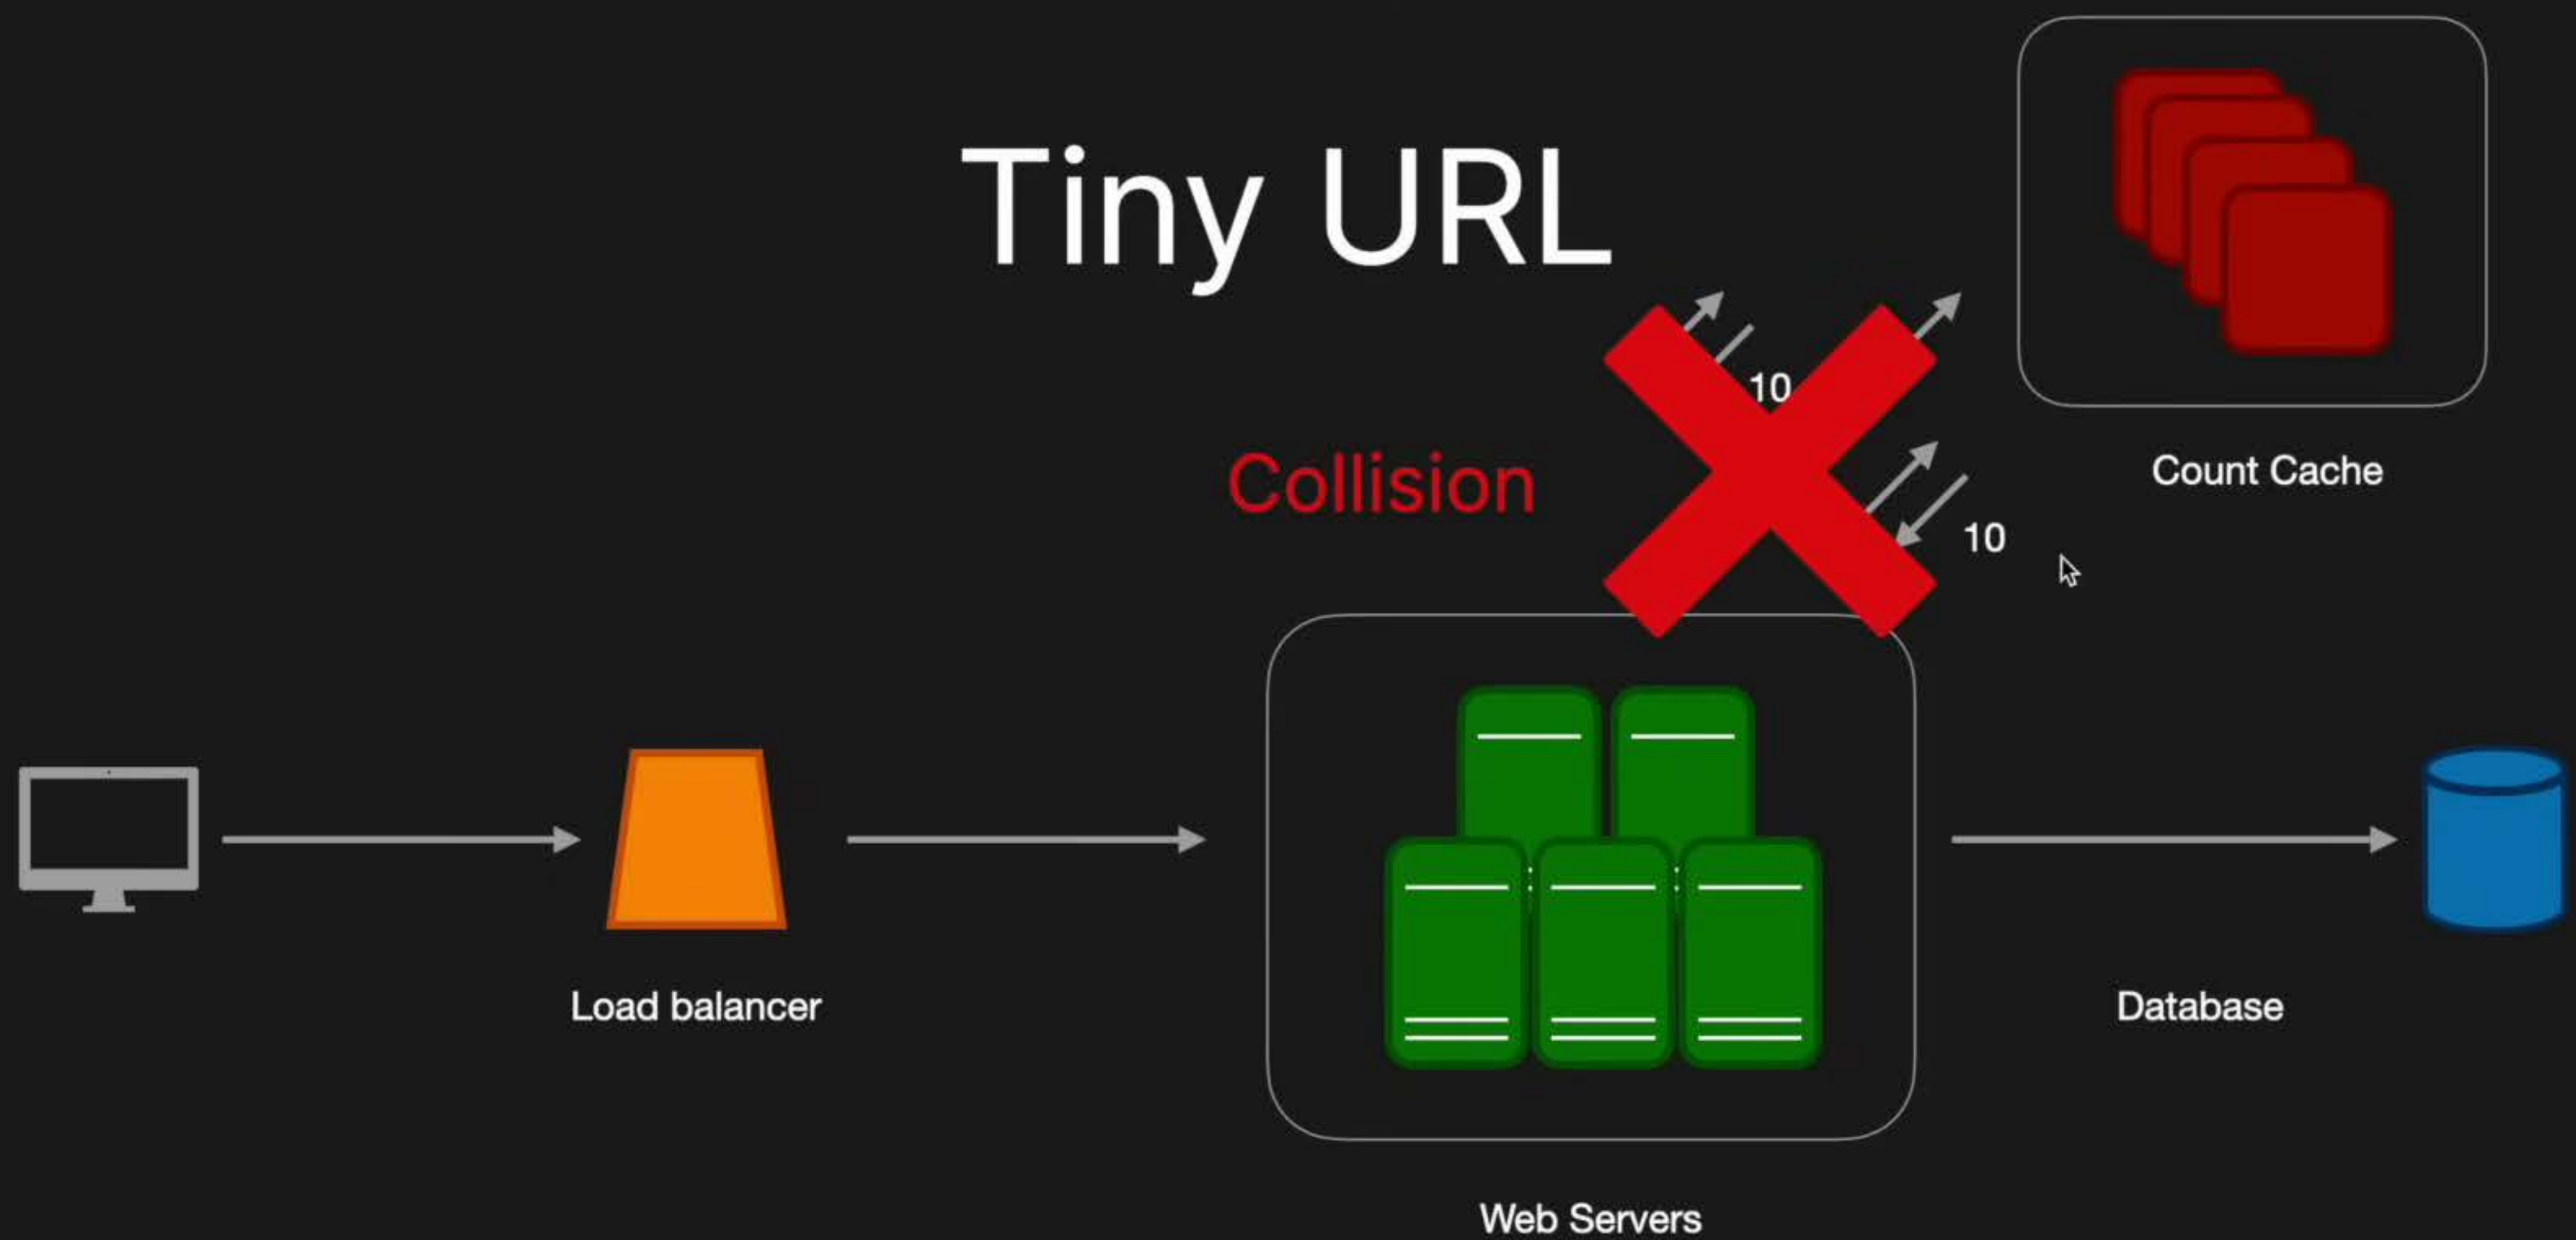 Tiny URL
10
Collision
Count Cache
10
Load balancer
Database
Web Servers